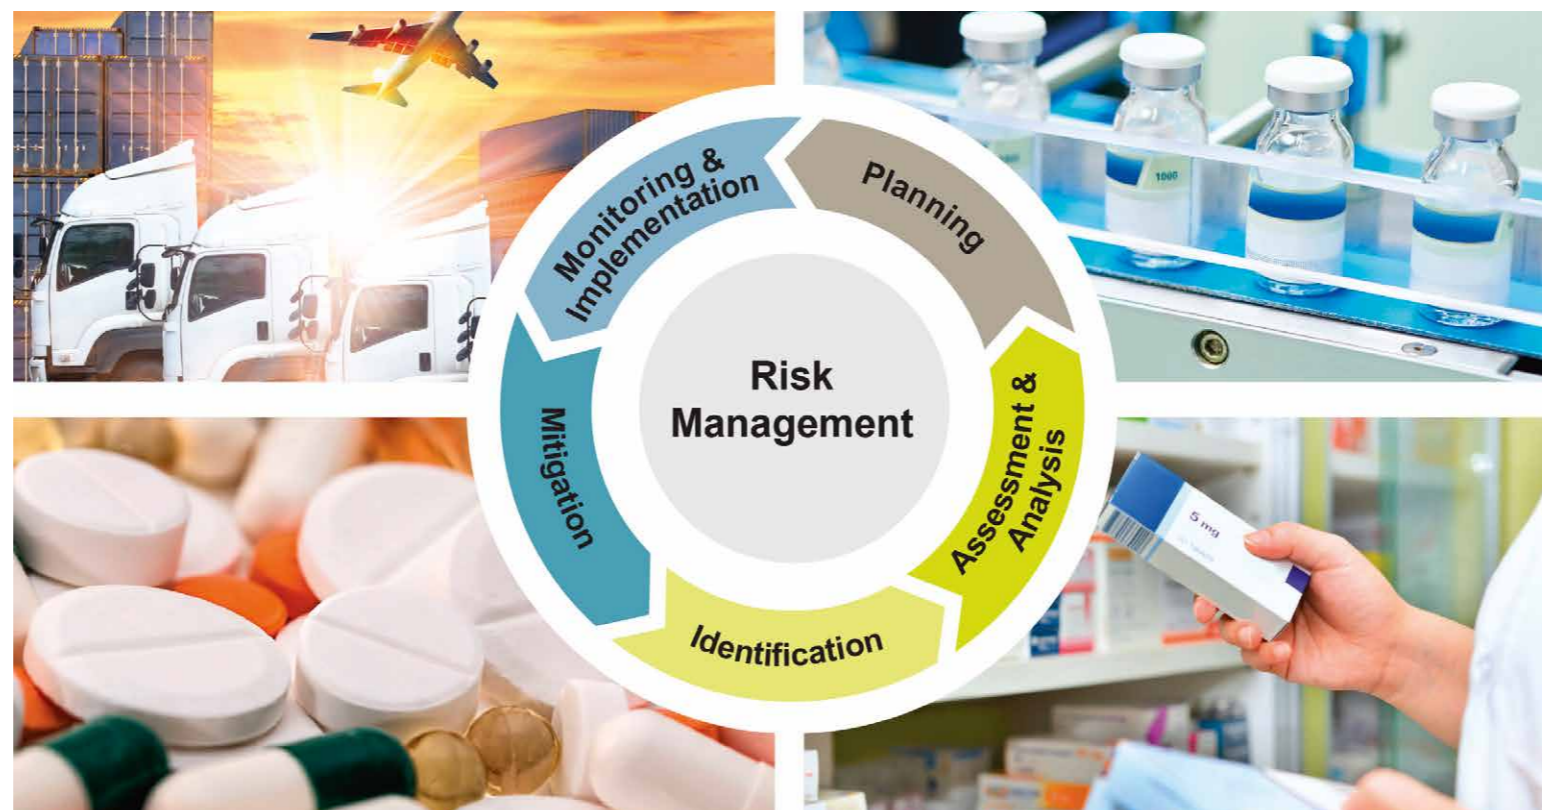 Risk
Management
Planning
Assessment &
Analysis
Identification
Mitigation
Monitoring &
Implementation
1000
5 mg